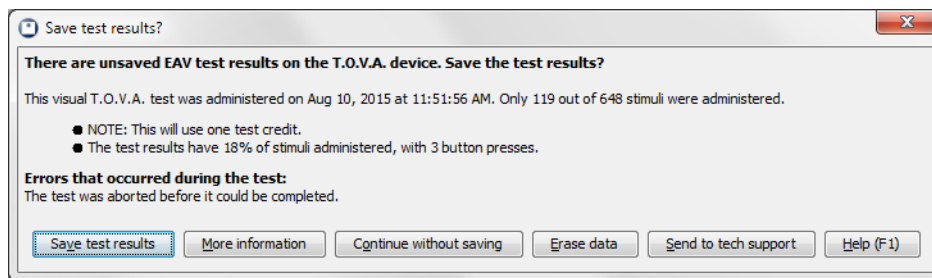 Save test results?
There are unsaved EAV test results on the T.O.V.A. device. Save the test results?
This visual T.O.V.A. test was administered on Aug 10, 2015 at 11:51:56 AM. Only 119 out of 648 stimuli were administered.
● NOTE: This will use one test credit.
● The test results have 18% of stimuli administered, with 3 button presses.
Errors that occurred during the test:
The test was aborted before it could be completed.
Save test results More information Continue without saving Erase data Send to tech support Help (F1)